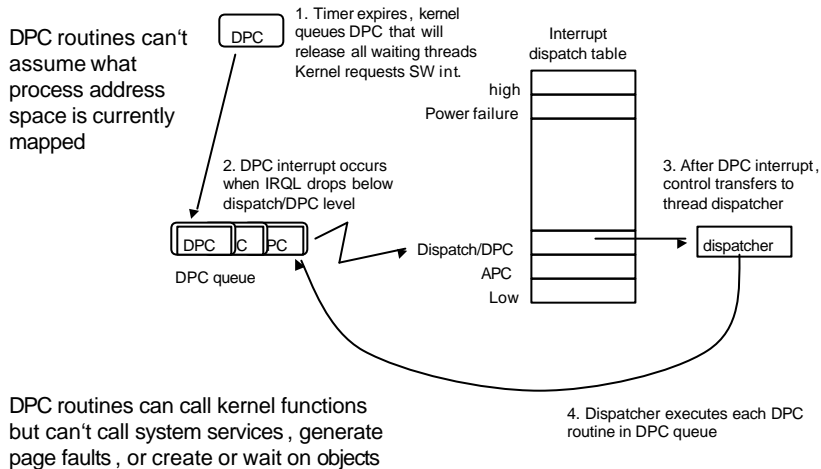 DPC routines can't
assume what
process address
space is currently
mapped
DPC
1. Timer expires, kernel
queues DPC that will
release all waiting threads
Kernel requests SW int.
Interrupt
dispatch table
high
Power failure
2. DPC interrupt occurs
when IRQL drops below
dispatch/DPC level
3. After DPC interrupt,
control transfers to
thread dispatcher
DPC C PC
DPC queue
Dispatch/DPC
APC
Low
dispatcher
DPC routines can call kernel functions
but can't call system services, generate
page faults, or create or wait on objects
4. Dispatcher executes each DPC
routine in DPC queue